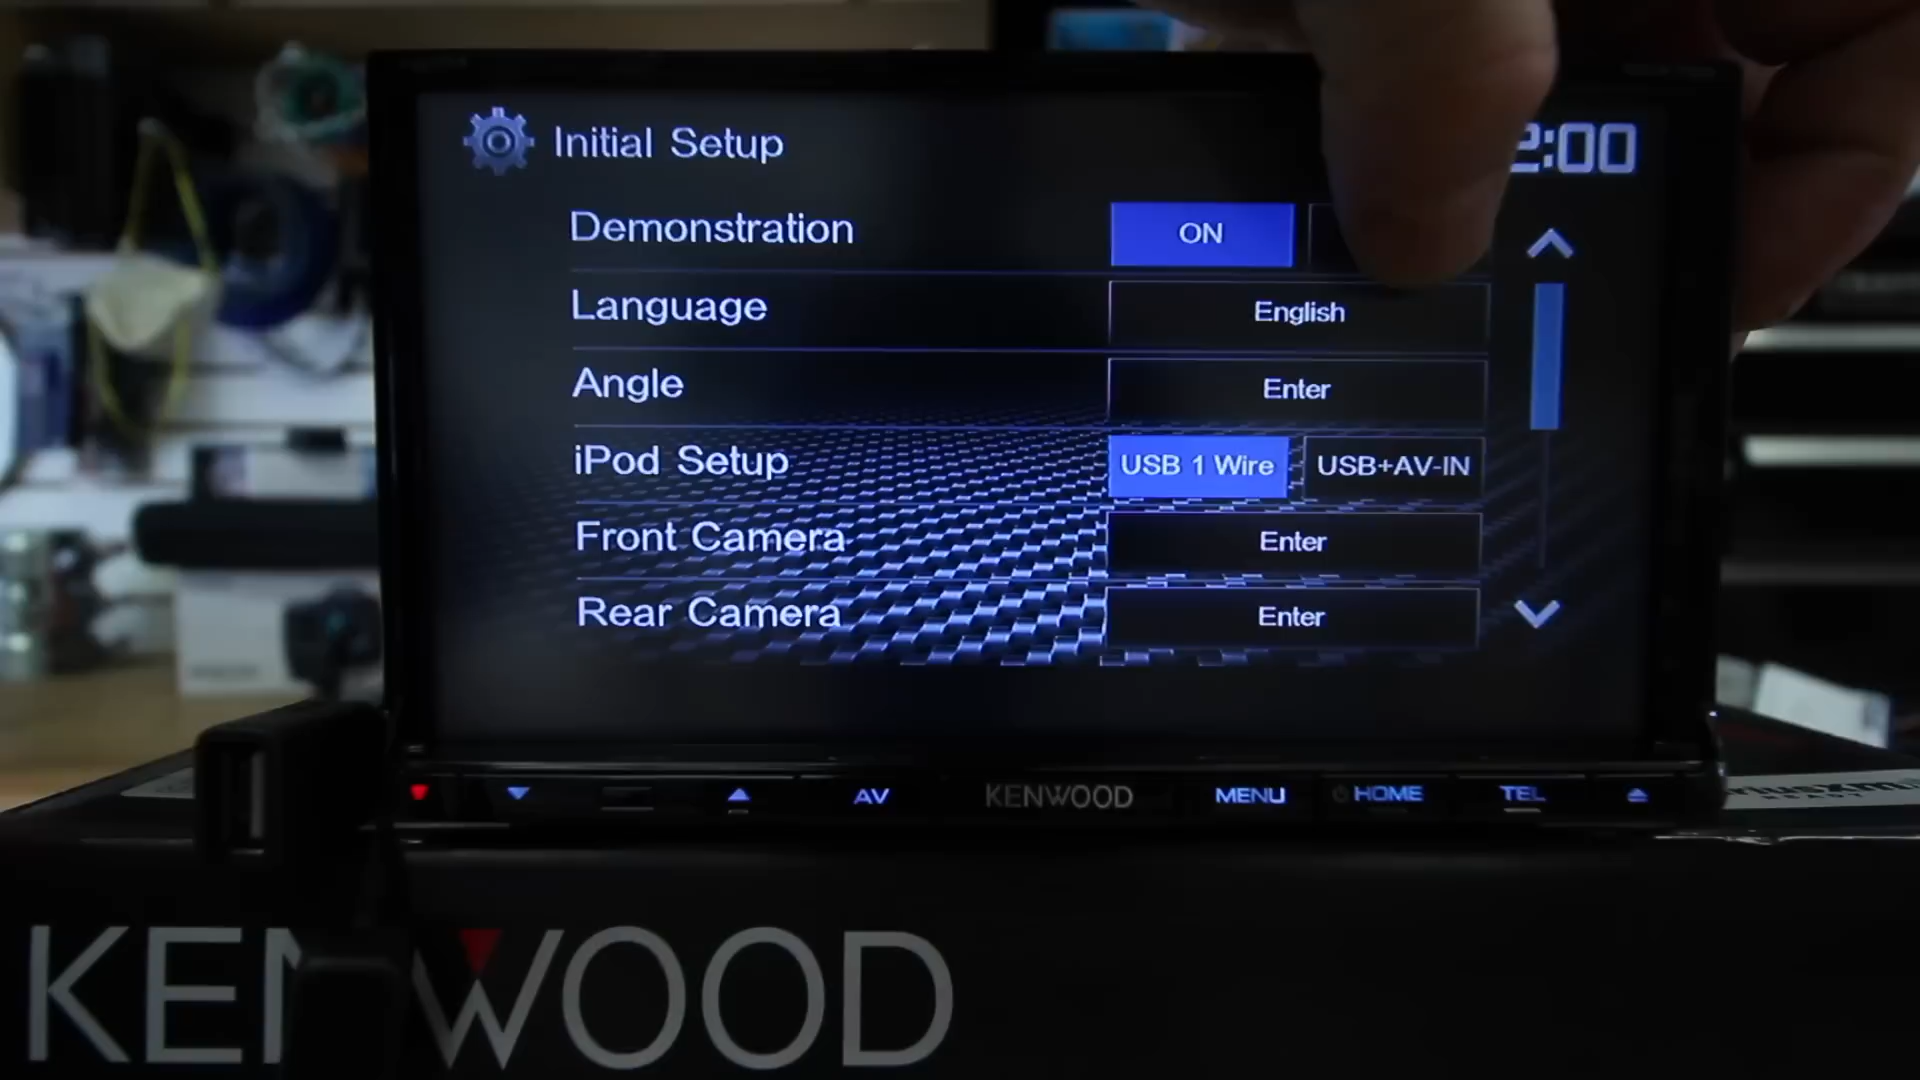 Initial Setup
2:00
Demonstration ON
Language English
Angle Enter
iPod Setup USB 1 Wire USB+AV-IN
Front Camera Enter
Rear Camera Enter
AV KENWOOD MENU HOME TEL
KENWOOD